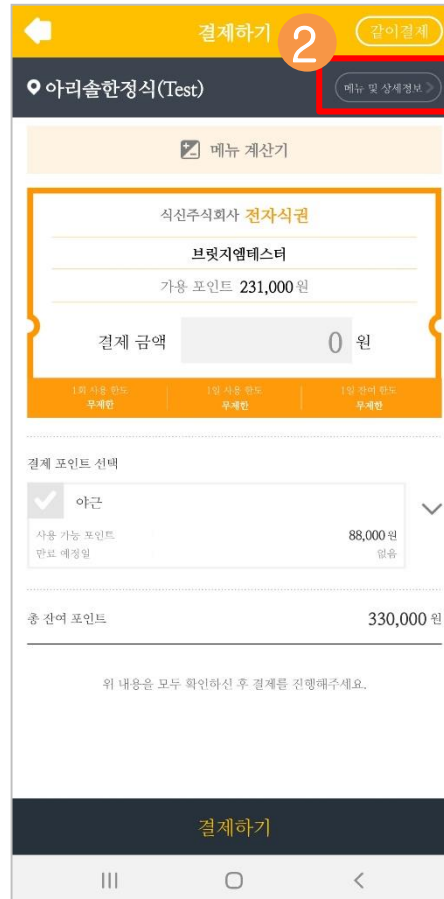 결제하기
2
같이결제
아리솔한정식(Test)
메뉴 및 상세정보 >
메뉴 계산기
식신주식회사 전자식권
브릿지엠테스터
가용 포인트 231,000 원
결제 금액 0 원
1회 사용 한도 1일 사용 한도 1일 잔여 한도
무제한 무제한 무제한
결제 포인트 선택
야근
사용 가능 포인트 88,000 원
만료 예정일 없음
총 잔여 포인트 330,000 원
위 내용을 모두 확인하신 후 결제를 진행해주세요.
결제하기